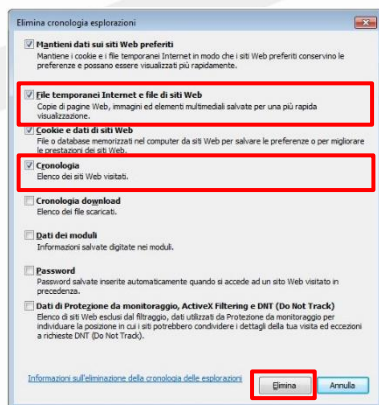 Elimina cronologia esplorazioni
Mantieni dati sui siti Web preferiti
Mantiene i cookie e i file temporanei Internet in modo che i siti Web preferiti conservino le
preferenze e possano essere visualizzati più rapidamente.
File temporanei Internet e file di siti Web
Copie di pagine Web, immagini ed elementi multimediali salvate per una più rapida
visualizzazione.
Cookie e dati di siti Web
File o database memorizzati nel computer da siti Web per salvare le preferenze o per migliorare
le prestazioni dei siti Web.
Cronologia
Elenco dei siti Web visitati.
Cronologia download
Elenco dei file scaricati.
Dati dei moduli
Informazioni salvate digitate nei moduli.
Password
Password salvate inserite automaticamente quando si accede ad un sito Web visitato in
precedenza.
Dati di Protezione da monitoraggio, ActiveX Filtering e DNT (Do Not Track)
Elenco di siti Web esclusi dal filtraggio, dati utilizzati da Protezione da monitoraggio per
individuare la posizione in cui i siti potrebbero condividere i dettagli della tua visita ed eccezioni
a richieste DNT (Do Not Track).
Informazioni sull'eliminazione della cronologia delle esplorazioni
Elimina
Annulla